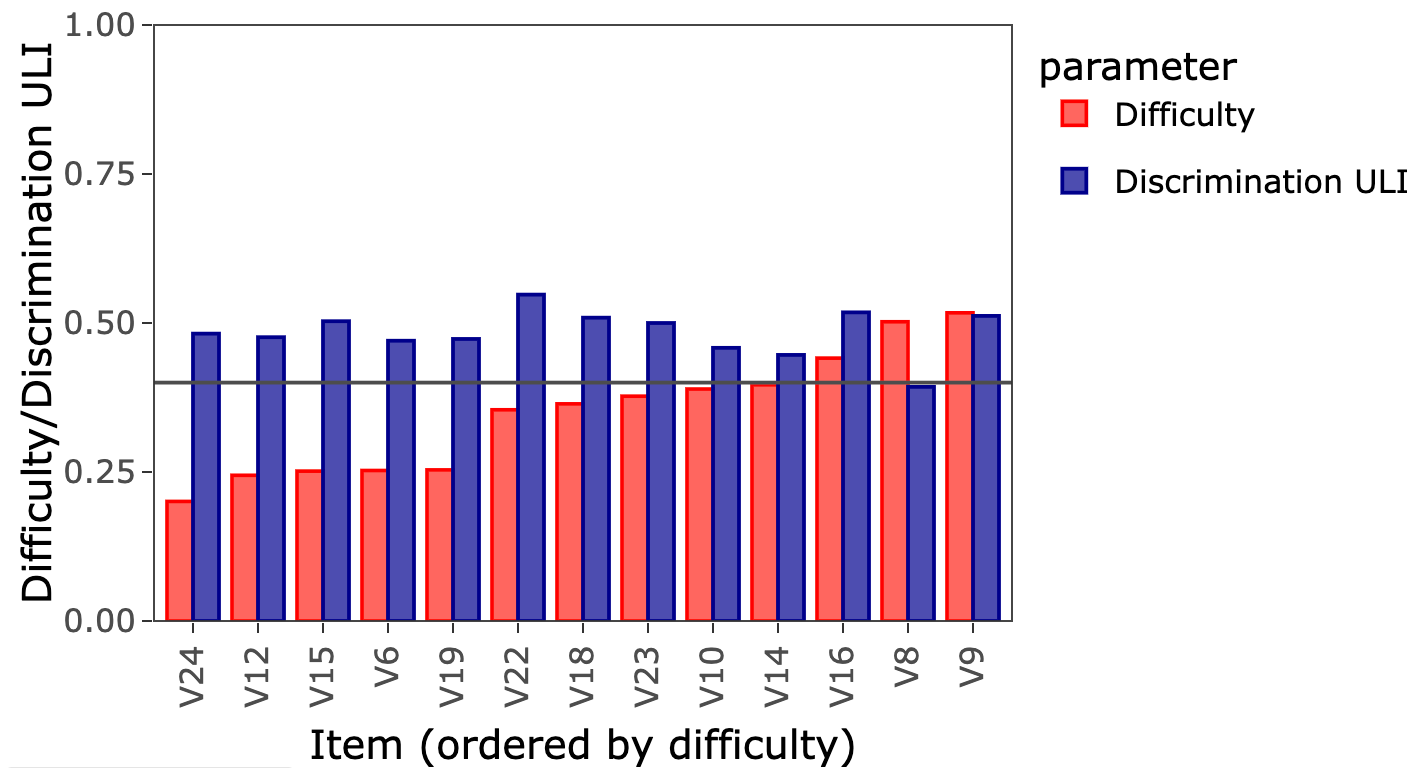 Difficulty/Discrimination ULI
1.00
0.75
0.50
0.25
0.00
V24
V12
V15
V6
V19
V22
V18
V23
V10
V14
V16
V8
V9
Item (ordered by difficulty)
parameter
Difficulty
Discrimination ULI